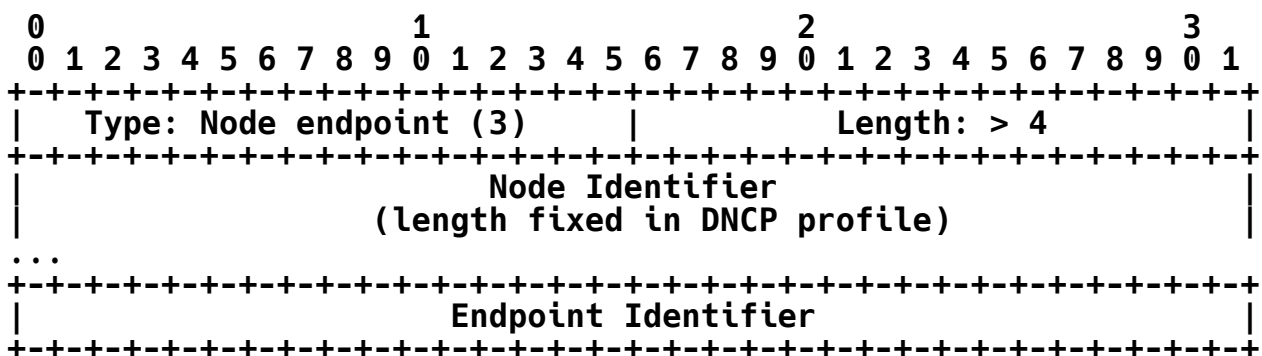 0                   1                   2                   3
 0 1 2 3 4 5 6 7 8 9 0 1 2 3 4 5 6 7 8 9 0 1 2 3 4 5 6 7 8 9 0 1
+-+-+-+-+-+-+-+-+-+-+-+-+-+-+-+-+-+-+-+-+-+-+-+-+-+-+-+-+-+-+-+-+
|   Type: Node endpoint (3)     |          Length: > 4          |
+-+-+-+-+-+-+-+-+-+-+-+-+-+-+-+-+-+-+-+-+-+-+-+-+-+-+-+-+-+-+-+-+
|                        Node Identifier                        |
|                  (length fixed in DNCP profile)               |
...
+-+-+-+-+-+-+-+-+-+-+-+-+-+-+-+-+-+-+-+-+-+-+-+-+-+-+-+-+-+-+-+-+
|                      Endpoint Identifier                      |
+-+-+-+-+-+-+-+-+-+-+-+-+-+-+-+-+-+-+-+-+-+-+-+-+-+-+-+-+-+-+-+-+